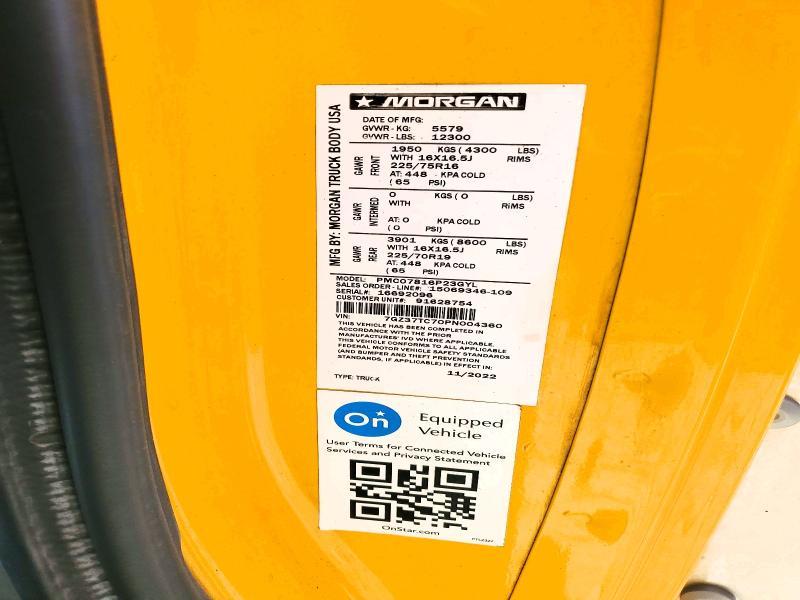 MORGAN
MFG BY: MORGAN TRUCK BODY USA
DATE OF MFG:
GVWR - KG: 5579
GVWR - LBS: 12300
GAWR FRONT
1950 KGS ( 4300 LBS)
WITH 16X16.5J RIMS
225/75R16
AT: 448 KPA COLD
( 65 PSI)
GAWR INTERMED
0 KGS ( 0 LBS)
WITH RIMS
AT: 0 KPA COLD
( 0 PSI)
GAWR REAR
3901 KGS ( 8600 LBS)
WITH 16X16.5J RIMS
225/70R19
AT: 448 KPA COLD
( 65 PSI)
MODEL: PMC07816P23GYL
SALES ORDER - LINE#: 15069346-109
SERIAL#: 16692096
CUSTOMER UNIT#: 91628754
VIN: 7GZ37TC70PN004360
THIS VEHICLE HAS BEEN COMPLETED IN
ACCORDANCE WITH THE PRIOR
MANUFACTURES' IVD WHERE APPLICABLE.
THIS VEHICLE CONFORMS TO ALL APPLICABLE
FEDERAL MOTOR VEHICLE SAFETY STANDARDS
(AND BUMPER AND THEFT PREVENTION
STANDARDS, IF APPLICABLE) IN EFFECT IN:
11/2022
TYPE: TRUCK
On Equipped
Vehicle
User Terms for Connected Vehicle
Services and Privacy Statement
OnStar.com